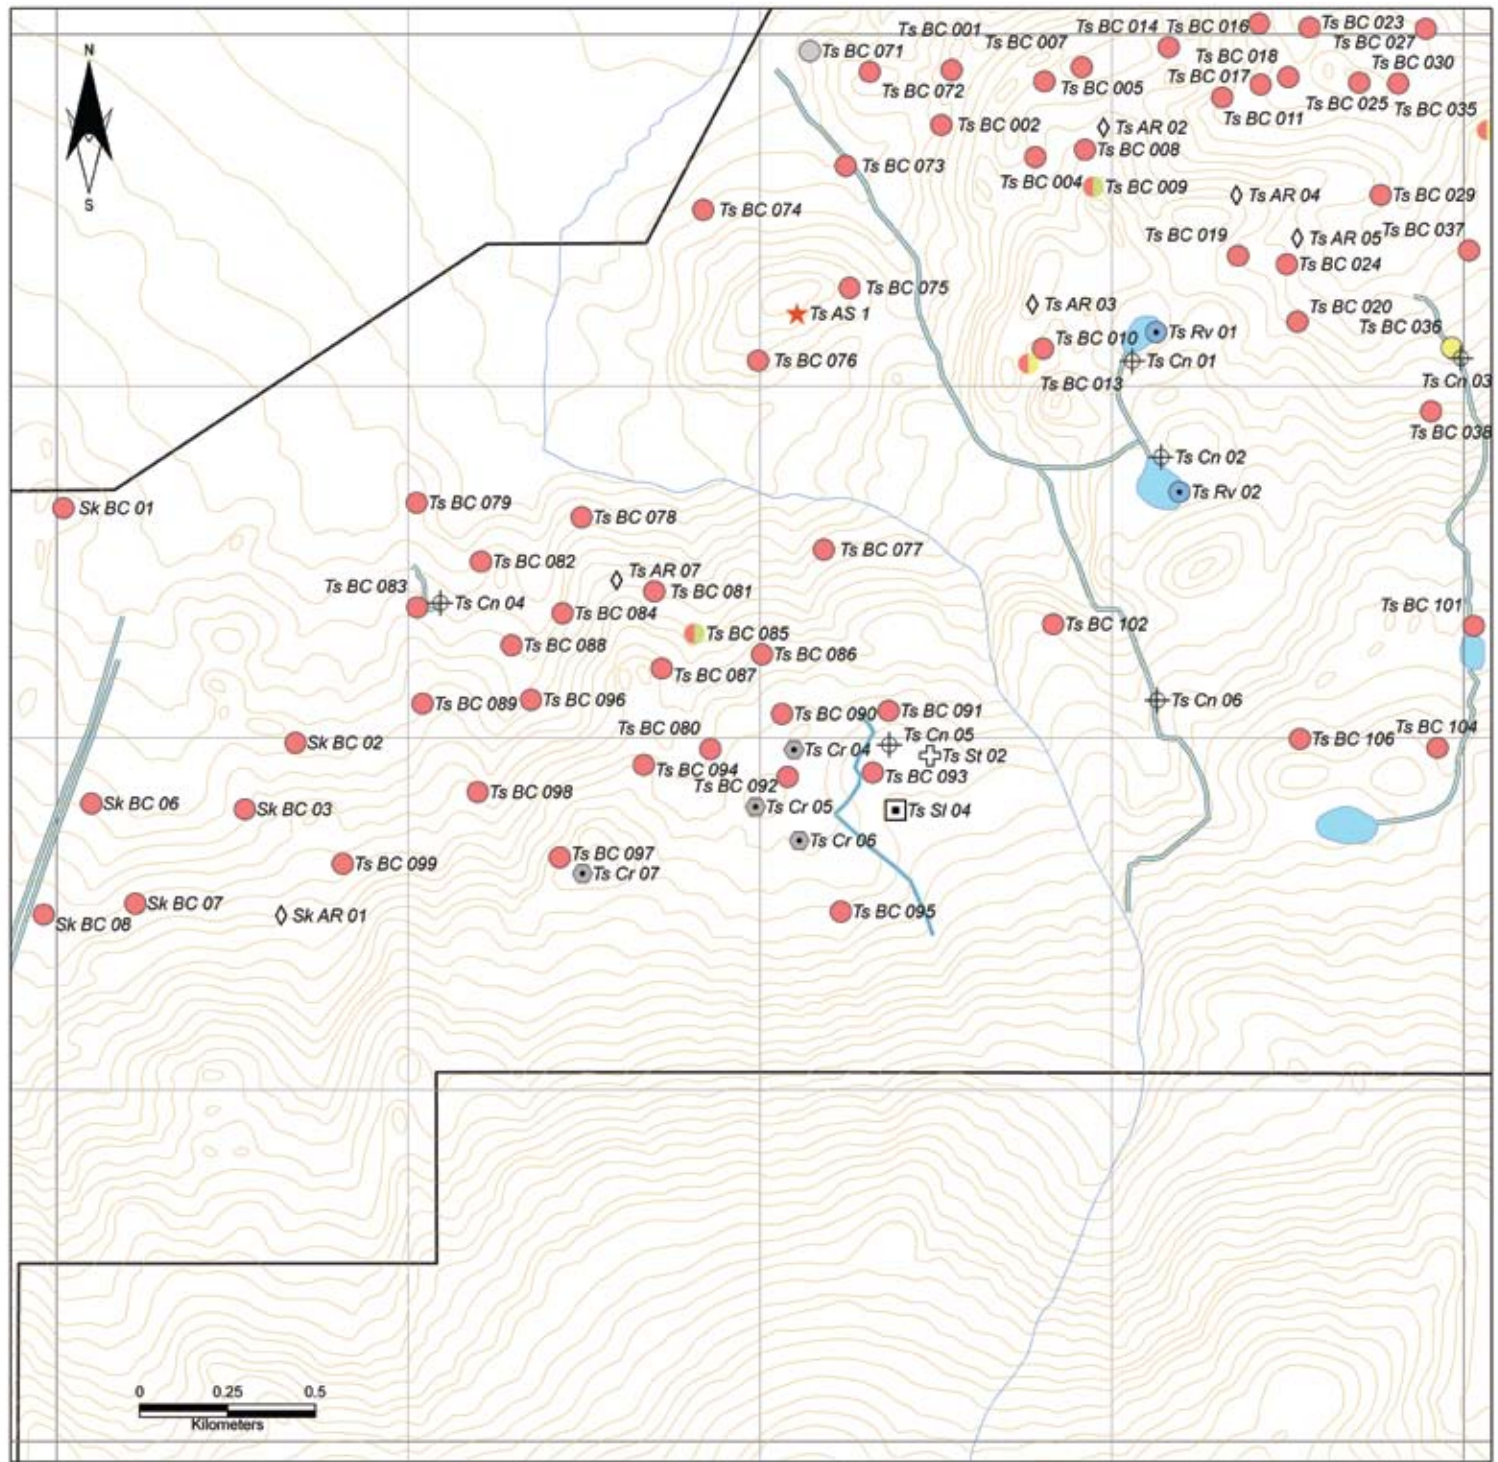 Ts BC 001
Ts BC 014
Ts BC 016
Ts BC 023
N
Ts BC 071
Ts BC 007
Ts BC 027
Ts BC 018
Ts BC 030
Ts BC 072
Ts BC 005
Ts BC 017
Ts BC 011
Ts BC 025
Ts BC 035
Ts BC 002
Ts AR 02
Ts BC 008
Ts BC 073
Ts BC 004
Ts BC 009
Ts AR 04
Ts BC 029
S
Ts BC 074
Ts BC 019
Ts AR 05
Ts BC 037
Ts BC 024
Ts BC 075
Ts AS 1
Ts AR 03
Ts BC 020
Ts BC 036
Ts Rv 01
Ts BC 010
Ts BC 076
Ts Cn 01
Ts BC 013
Ts Cn 03
Ts BC 038
Ts Cn 02
Ts Rv 02
Sk BC 01
Ts BC 079
Ts BC 078
Ts BC 077
Ts BC 082
Ts AR 07
Ts BC 083
Ts Cn 04
Ts BC 081
Ts BC 084
Ts BC 101
Ts BC 102
Ts BC 085
Ts BC 088
Ts BC 086
Ts BC 087
Ts BC 089
Ts BC 096
Ts Cn 06
Ts BC 090
Ts BC 091
Ts BC 080
Ts Cn 05
Sk BC 02
Ts Cr 04
Ts St 02
Ts BC 106
Ts BC 104
Ts BC 094
Ts BC 092
Ts BC 093
Ts BC 098
Sk BC 06
Sk BC 03
Ts Cr 05
Ts Sl 04
Ts Cr 06
Ts BC 099
Ts BC 097
Ts Cr 07
Sk BC 07
Sk BC 08
Sk AR 01
Ts BC 095
0 0.25 0.5
Kilometers